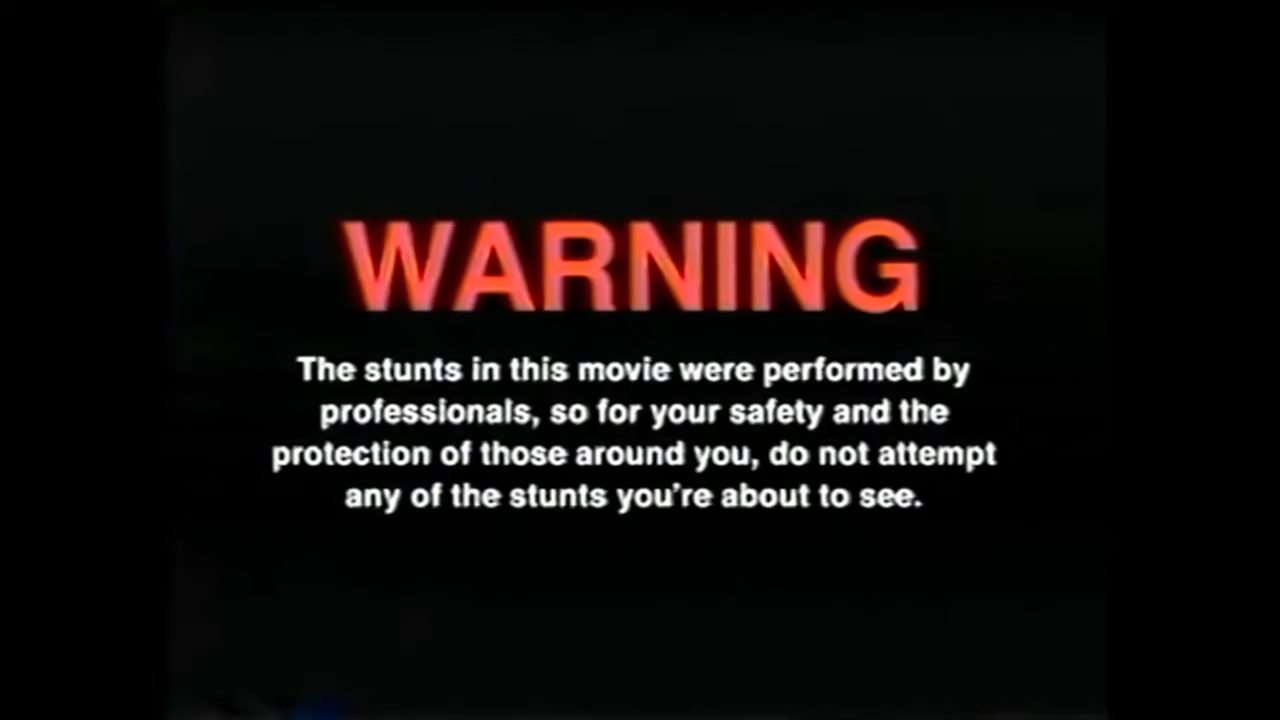 WARNING
The stunts in this movie were performed by
professionals, so for your safety and the
protection of those around you, do not attempt
any of the stunts you're about to see.